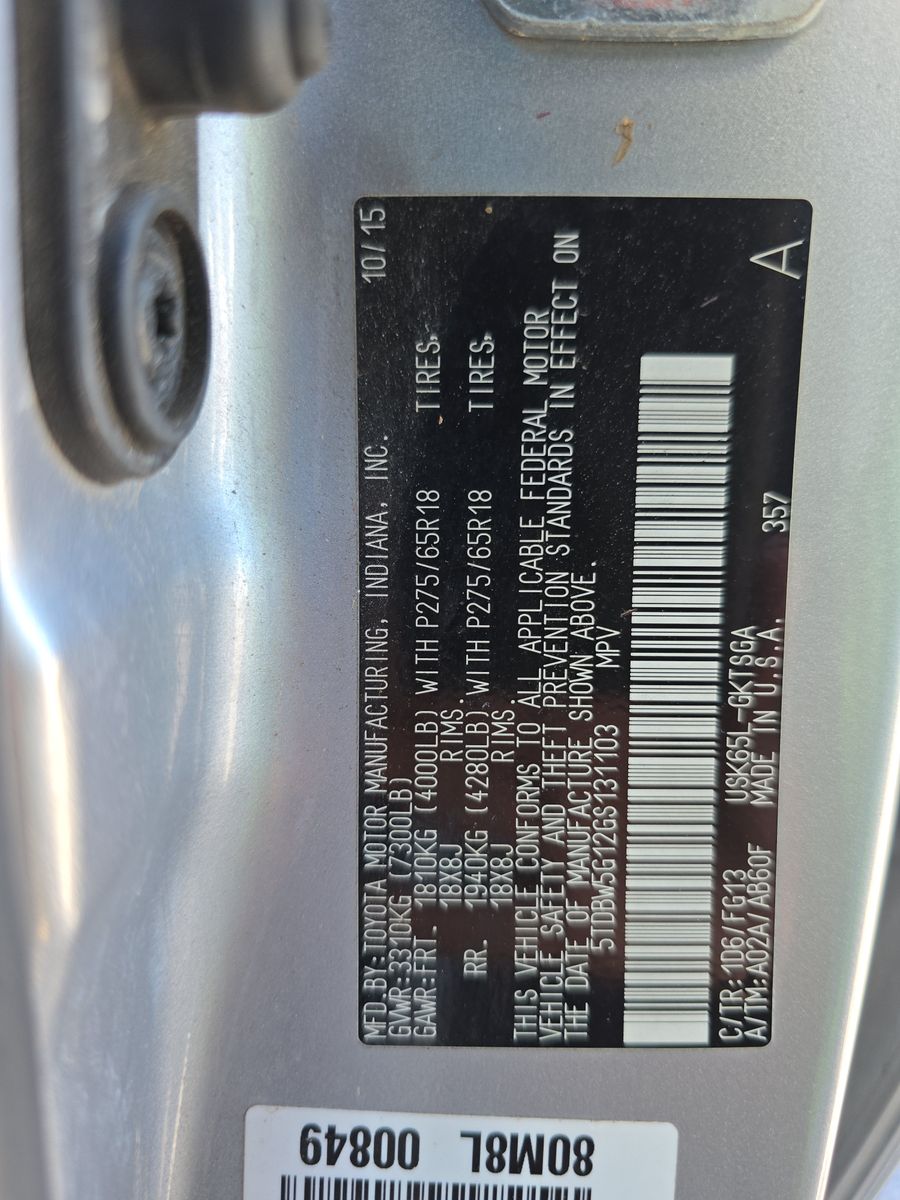 MFD.BY:TOYOTA MOTOR MANUFACTURING, INDIANA, INC. 10/15
GVWR:3310KG (7300LB)
GAWR:FRT. 1810KG (4000LB) WITH P275/65R18 TIRES,
18X8J RIMS.
RR. 1940KG (4280LB) WITH P275/65R18 TIRES,
18X8J RIMS.
THIS VEHICLE CONFORMS TO ALL APPLICABLE FEDERAL MOTOR
VEHICLE SAFETY AND THEFT PREVENTION STANDARDS IN EFFECT ON
THE DATE OF MANUFACTURE SHOWN ABOVE.
5TDBW5G12GS131103 MPV
C/TR:1D6/FG13 USK65L-GKTSGA A
A/TM:A02A/AB60F MADE IN U.S.A. 357
80M8L 00849